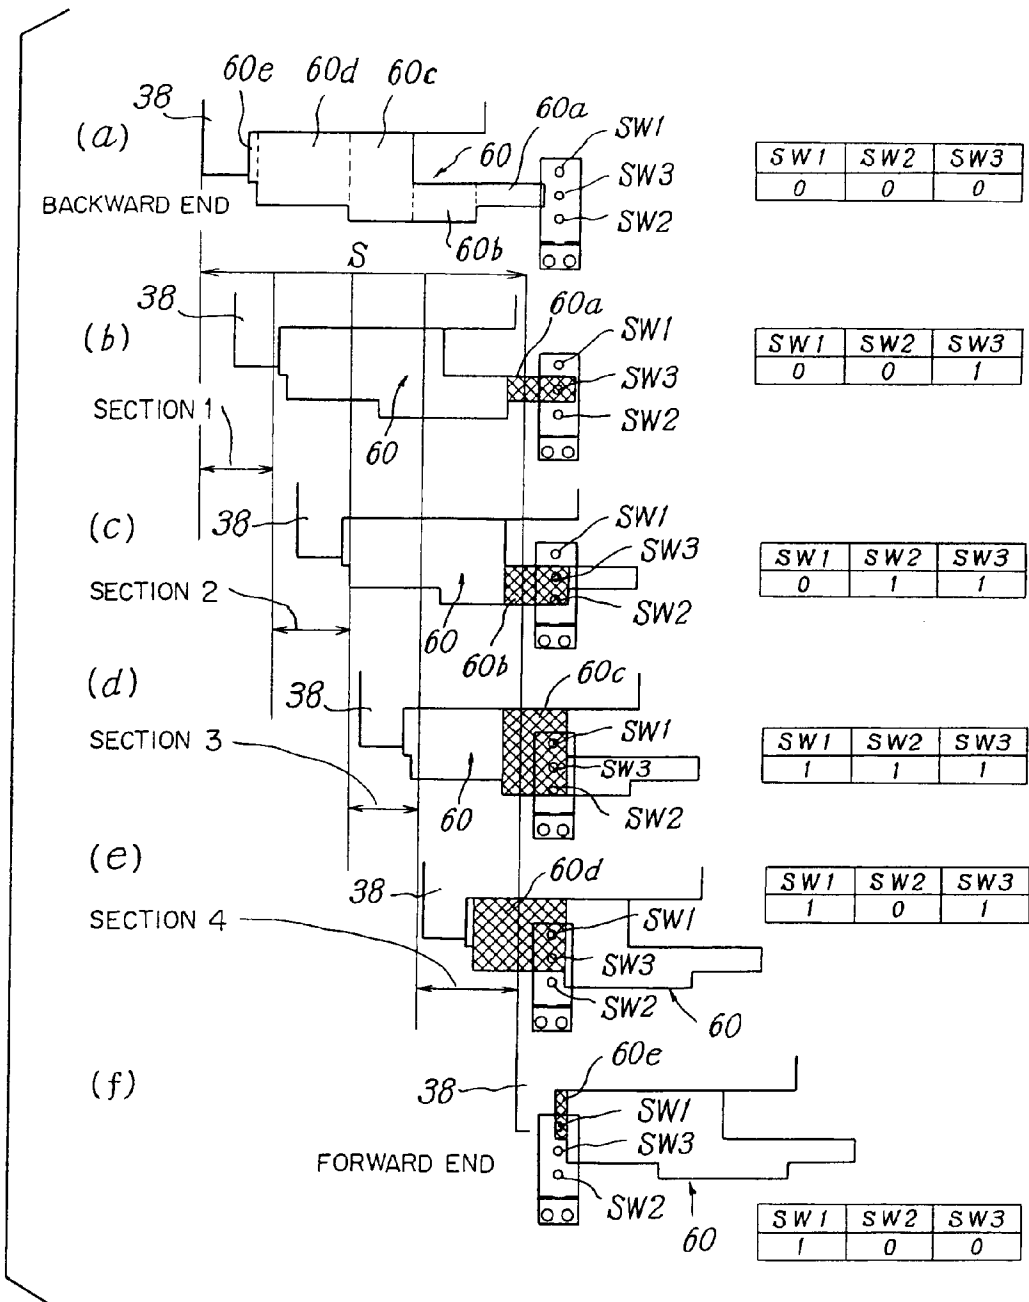 60e 60d 60c
38
(a)
60
60a
SW1
SW3
SW2
BACKWARD END
60b
SW1 SW2 SW3
0 0 0
S
38
(b)
60a
SW1
SW3
SW2
SECTION 1
60
SW1 SW2 SW3
0 0 1
(c)
38
SW1
SW3
SW2
SECTION 2
60
60b
SW1 SW2 SW3
0 1 1
(d)
38
60c
SECTION 3
SW1
SW3
SW2
60
SW1 SW2 SW3
1 1 1
(e)
38
60d
SECTION 4
SW1
SW3
SW2
60
SW1 SW2 SW3
1 0 1
(f)
38
60e
SW1
SW3
SW2
FORWARD END
60
SW1 SW2 SW3
1 0 0